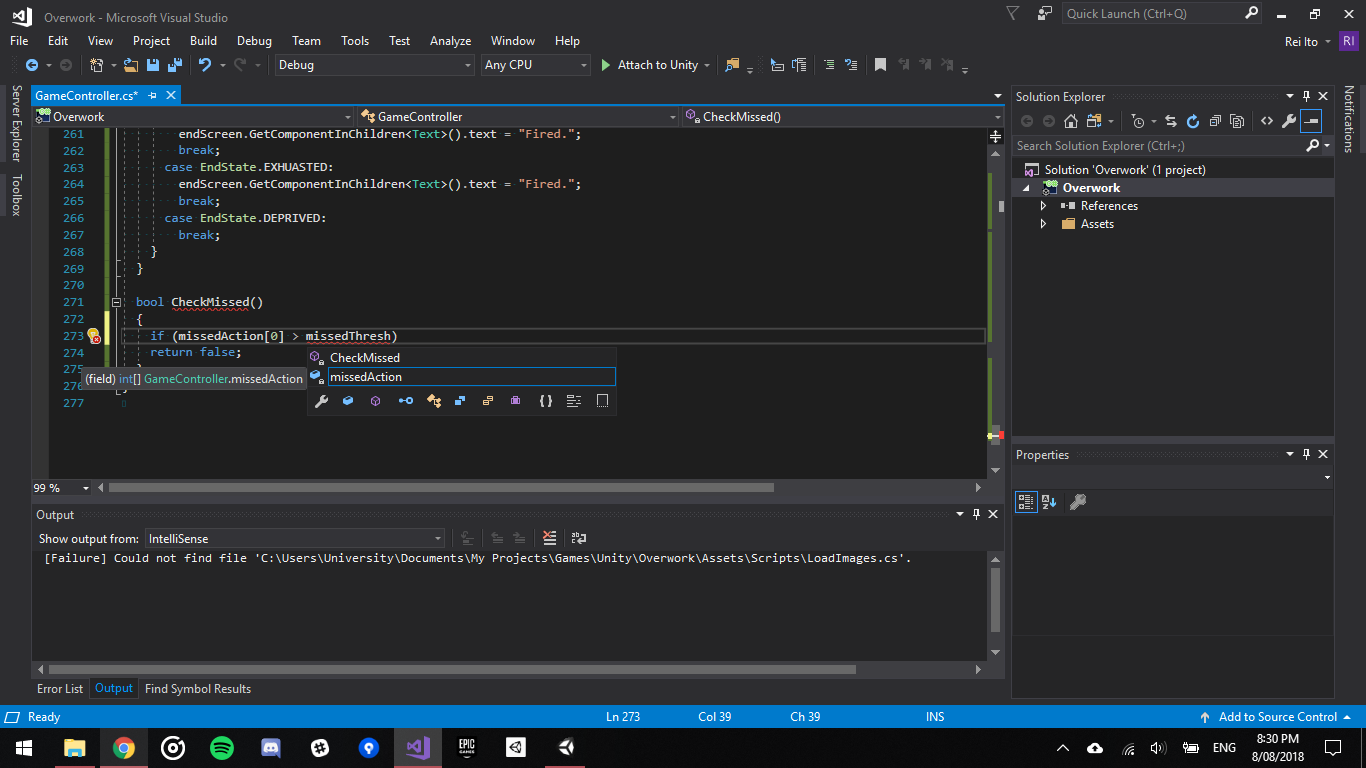 Overwork - Microsoft Visual Studio
Quick Launch (Ctrl+Q)
File Edit View Project Build Debug Team Tools Test Analyze Window Help
Rei Ito RI
Debug Any CPU Attach to Unity
Server Explorer
Toolbox
GameController.cs*
Overwork GameController CheckMissed()
261 endScreen.GetComponentInChildren<Text>().text = "Fired.";
262 break;
263 case EndState.EXHUASTED:
264 endScreen.GetComponentInChildren<Text>().text = "Fired.";
265 break;
266 case EndState.DEPRIVED:
267 break;
268 }
269 }
270
271 bool CheckMissed()
272 {
273 if (missedAction[0] > missedThresh)
274 return false;
275
276
277
(field) int[] GameController.missedAction
CheckMissed
missedAction
99 %
Output
Show output from: IntelliSense
[Failure] Could not find file 'C:\Users\University\Documents\My Projects\Games\Unity\Overwork\Assets\Scripts\LoadImages.cs'.
Error List Output Find Symbol Results
Solution Explorer
Search Solution Explorer (Ctrl+;)
Solution 'Overwork' (1 project)
Overwork
References
Assets
Properties
Notifications
Ready Ln 273 Col 39 Ch 39 INS Add to Source Control
EPIC GAMES
ENG
8:30 PM
8/08/2018